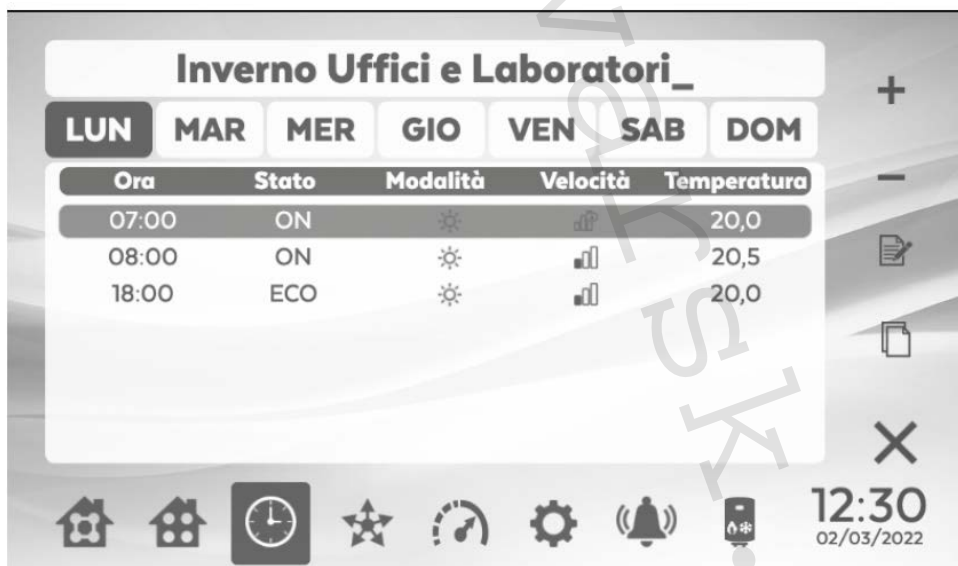 Inverno Uffici e Laboratori_
LUN MAR MER GIO VEN SAB DOM
Ora Stato Modalità Velocità Temperatura
07:00 ON 20,0
08:00 ON 20,5
18:00 ECO 20,0
12:30
02/03/2022